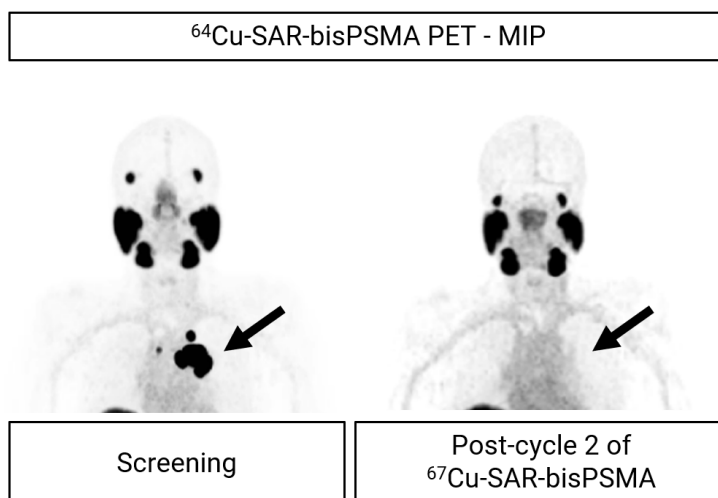 ⁶⁴Cu-SAR-bisPSMA PET - MIP
Screening
Post-cycle 2 of
⁶⁷Cu-SAR-bisPSMA